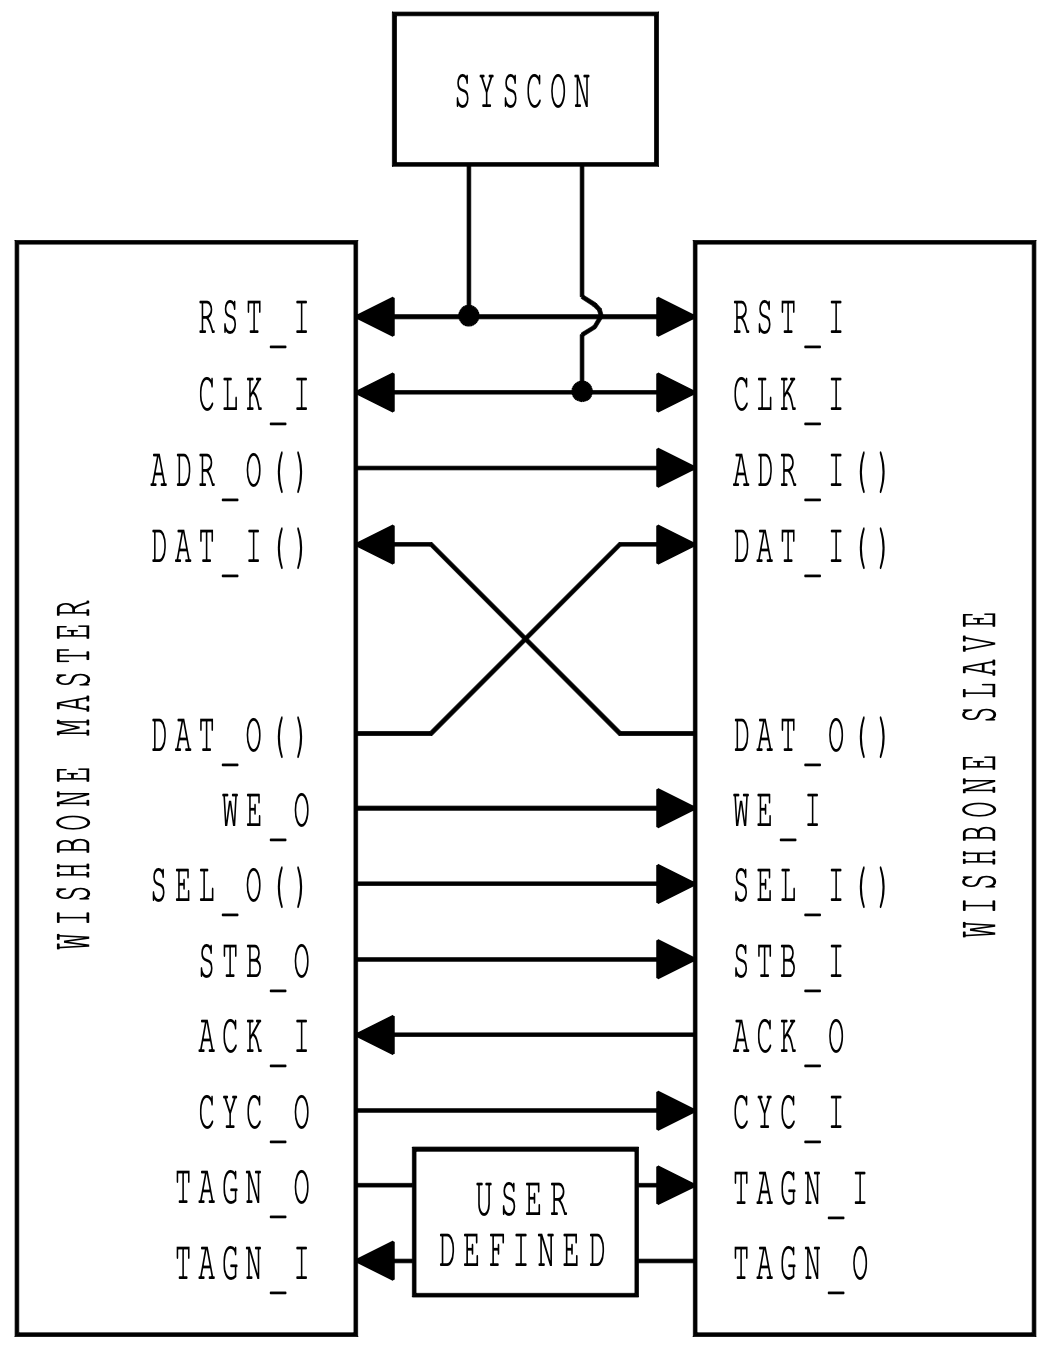 SYSCON
RST_I RST_I
CLK_I CLK_I
ADR_O() ADR_I()
DAT_I() DAT_I()
WISHBONE MASTER
WISHBONE SLAVE
DAT_O() DAT_O()
WE_O WE_I
SEL_O() SEL_I()
STB_O STB_I
ACK_I ACK_O
CYC_O CYC_I
TAGN_O TAGN_I
USER
DEFINED
TAGN_I TAGN_O